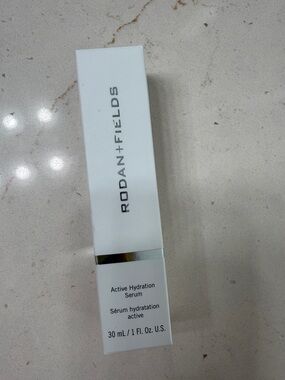 RODAN+FIELDS
Active Hydration
Serum
Sérum hydratation
active
30 mL / 1 Fl. Oz. U.S.